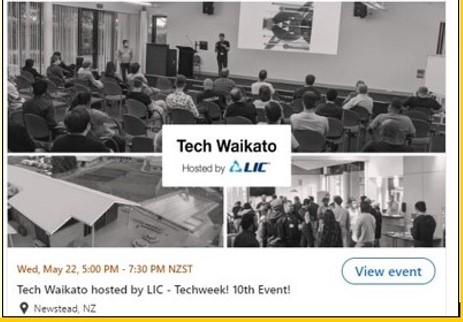 Tech Waikato
Hosted by LIC
Wed, May 22, 5:00 PM - 7:30 PM NZST
View event
Tech Waikato hosted by LIC - Techweek! 10th Event!
Newstead, NZ